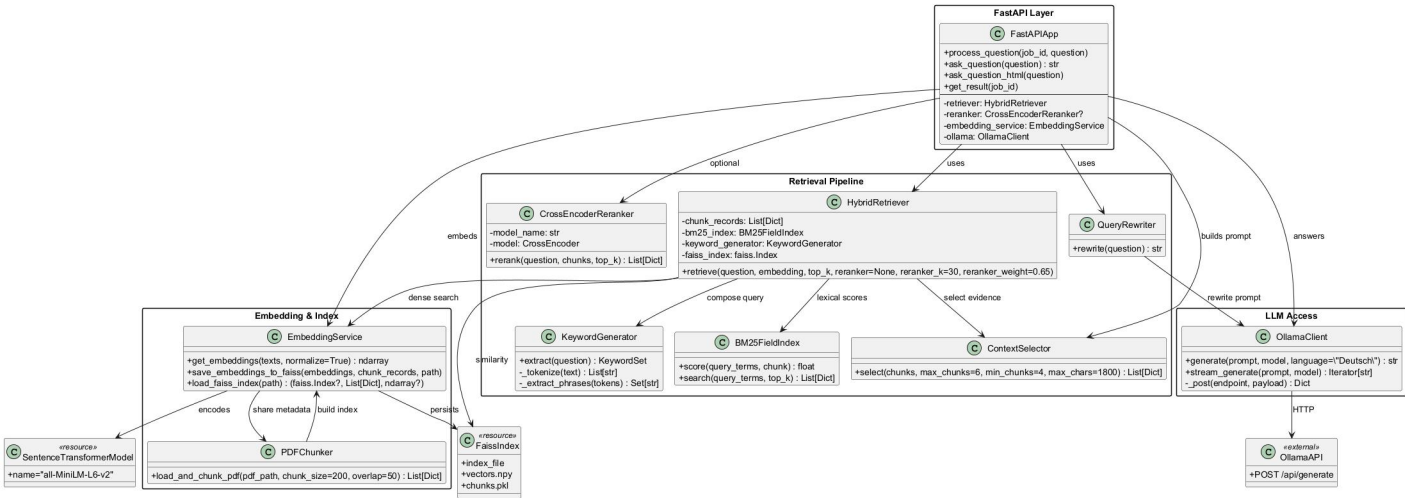 FastAPI Layer
C FastAPIApp
+process_question(job_id, question)
+ask_question(question) : str
+ask_question_html(question)
+get_result(job_id)
-retriever: HybridRetriever
-reranker: CrossEncoderReranker?
-embedding_service: EmbeddingService
-ollama: OllamaClient
optional
uses
uses
embeds
builds prompt
answers
Retrieval Pipeline
C CrossEncoderReranker
-model_name: str
-model: CrossEncoder
+rerank(question, chunks, top_k) : List[Dict]
C HybridRetriever
-chunk_records: List[Dict]
-bm25_index: BM25FieldIndex
-keyword_generator: KeywordGenerator
-faiss_index: faiss.Index
+retrieve(question, embedding, top_k, reranker=None, reranker_k=30, reranker_weight=0.65)
C QueryRewriter
+rewrite(question) : str
dense search
compose query
lexical scores
select evidence
rewrite prompt
similarity
C KeywordGenerator
+extract(question) : KeywordSet
-_tokenize(text) : List[str]
-_extract_phrases(tokens) : Set[str]
C BM25FieldIndex
+score(query_terms, chunk) : float
+search(query_terms, top_k) : List[Dict]
C ContextSelector
+select(chunks, max_chunks=6, min_chunks=4, max_chars=1800) : List[Dict]
Embedding & Index
C EmbeddingService
+get_embeddings(texts, normalize=True) : ndarray
+save_embeddings_to_faiss(embeddings, chunk_records, path)
+load_faiss_index(path) : (faiss.Index?, List[Dict], ndarray?)
encodes
share metadata
build index
persists
C PDFChunker
+load_and_chunk_pdf(pdf_path, chunk_size=200, overlap=50) : List[Dict]
«resource»
C SentenceTransformerModel
+name="all-MiniLM-L6-v2"
«resource»
C FaissIndex
+index_file
+vectors.npy
+chunks.pkl
LLM Access
C OllamaClient
+generate(prompt, model, language=\"Deutsch\") : str
+stream_generate(prompt, model) : Iterator[str]
-_post(endpoint, payload) : Dict
HTTP
«external»
C OllamaAPI
+POST /api/generate